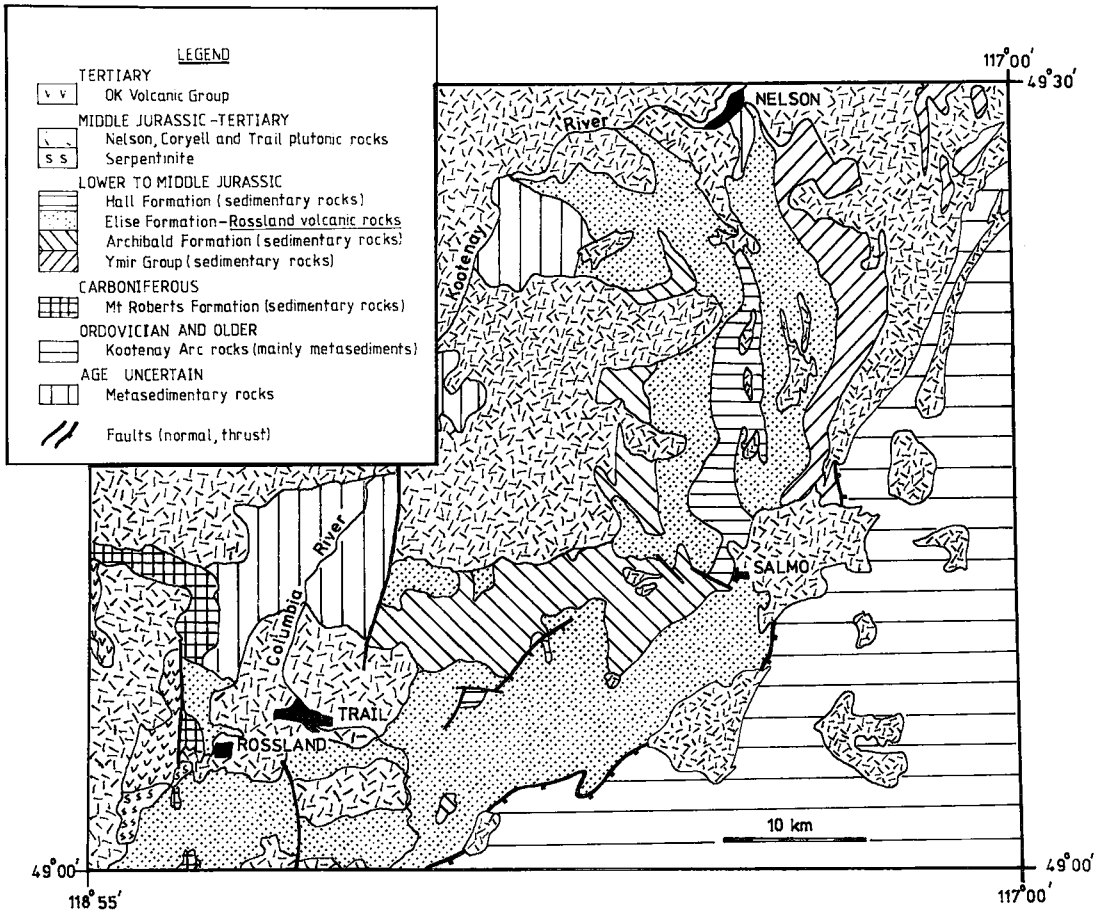 LEGEND
TERTIARY
OK Volcanic Group
MIDDLE JURASSIC-TERTIARY
Nelson, Coryell and Trail plutonic rocks
Serpentinite
LOWER TO MIDDLE JURASSIC
Hall Formation (sedimentary rocks)
Elise Formation-Rossland volcanic rocks
Archibald Formation (sedimentary rocks)
Ymir Group (sedimentary rocks)
CARBONIFEROUS
Mt Roberts Formation (sedimentary rocks)
ORDOVICIAN AND OLDER
Kootenay Arc rocks (mainly metasediments)
AGE UNCERTAIN
Metasedimentary rocks
Faults (normal, thrust)
117°00'
49°30'
NELSON
River
Kootenay
River
Columbia
SALMO
TRAIL
ROSSLAND
10 km
49°00'
49°00'
118°55'
117°00'